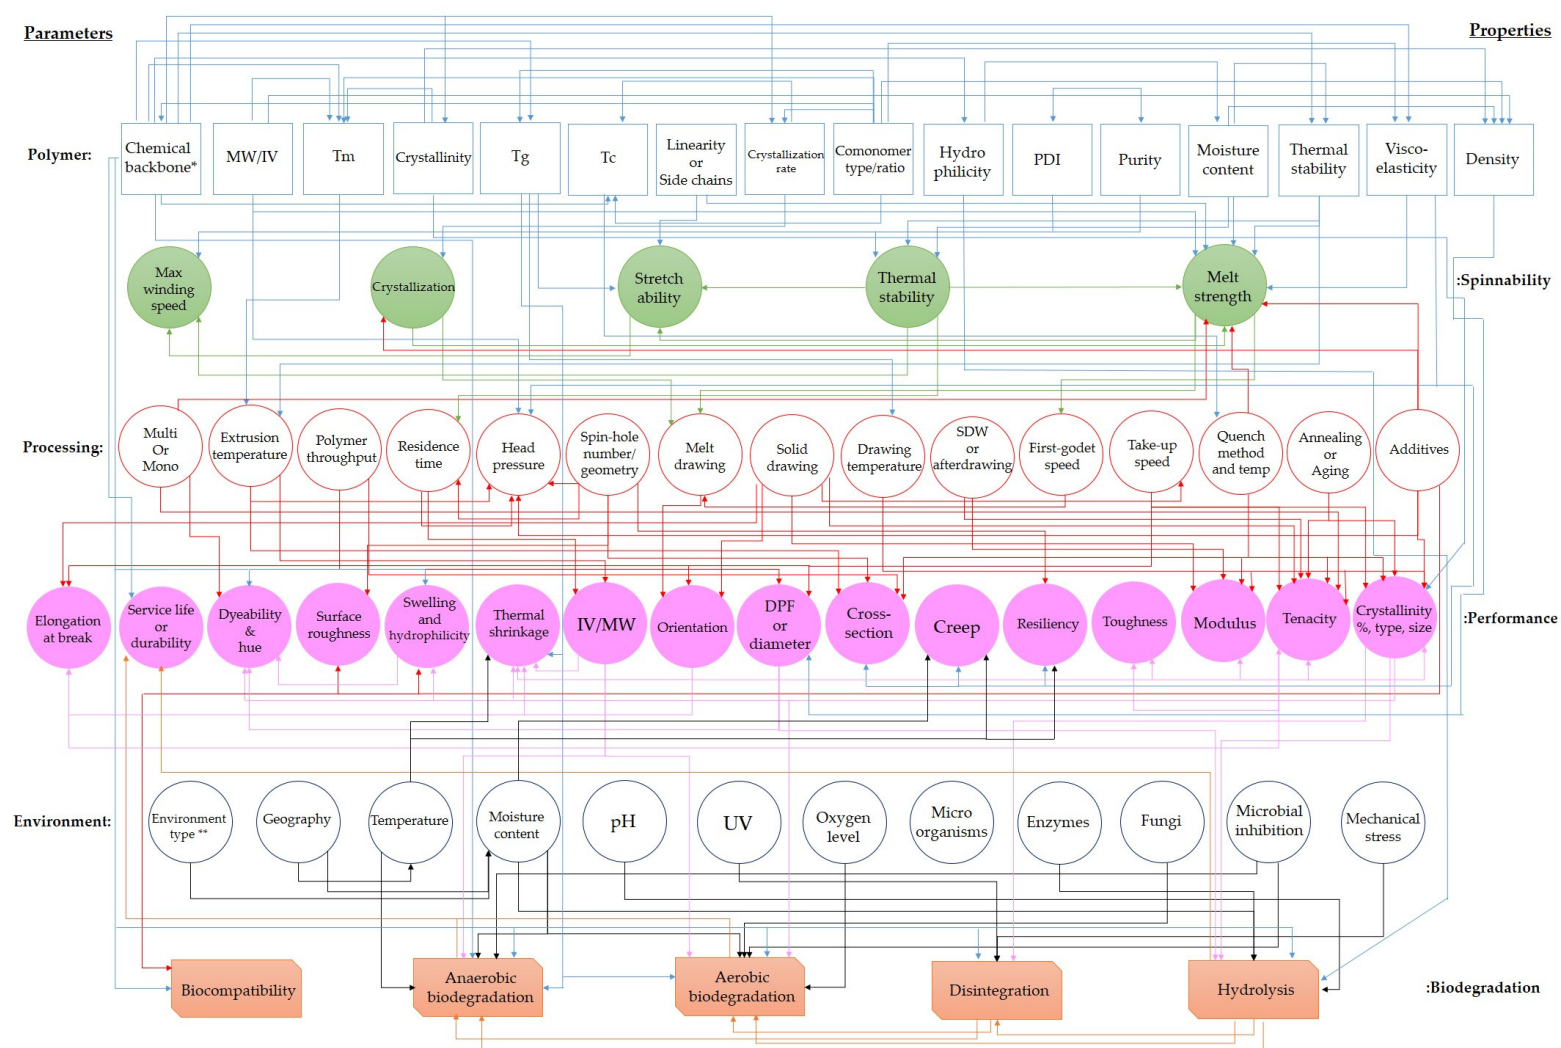 Parameters
Properties
Polymer:
Chemical
backbone*
MW/IV
Tm
Crystallinity
Tg
Tc
Linearity
or
Side chains
Crystallization
rate
Comonomer
type/ratio
Hydro
philicity
PDI
Purity
Moisture
content
Thermal
stability
Visco-
elasticity
Density
Max
winding
speed
Crystallization
Stretch
ability
Thermal
stability
Melt
strength
:Spinnability
Processing:
Multi
Or
Mono
Extrusion
temperature
Polymer
throughput
Residence
time
Head
pressure
Spin-hole
number/
geometry
Melt
drawing
Solid
drawing
Drawing
temperature
SDW
or
afterdrawing
First-godet
speed
Take-up
speed
Quench
method
and temp
Annealing
or
Aging
Additives
Elongation
at break
Service life
or
durability
Dyeability
&
hue
Surface
roughness
Swelling
and
hydrophilicity
Thermal
shrinkage
IV/MW
Orientation
DPF
or
diameter
Cross-
section
Creep
Resiliency
Toughness
Modulus
Tenacity
Crystallinity
%, type, size
:Performance
Environment:
Environment
type **
Geography
Temperature
Moisture
content
pH
UV
Oxygen
level
Micro
organisms
Enzymes
Fungi
Microbial
inhibition
Mechanical
stress
Biocompatibility
Anaerobic
biodegradation
Aerobic
biodegradation
Disintegration
Hydrolysis
:Biodegradation